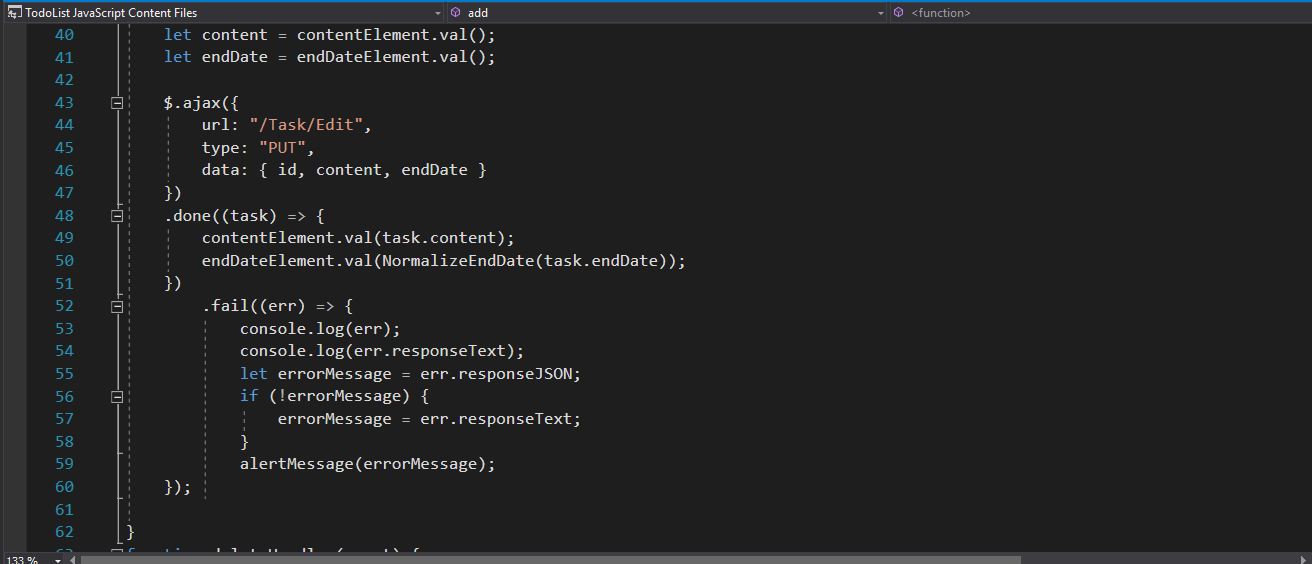 TodoList JavaScript Content Files add <function>
40 let content = contentElement.val();
41 let endDate = endDateElement.val();
42
43 $.ajax({
44 url: "/Task/Edit",
45 type: "PUT",
46 data: { id, content, endDate }
47 })
48 .done((task) => {
49 contentElement.val(task.content);
50 endDateElement.val(NormalizeEndDate(task.endDate));
51 })
52 .fail((err) => {
53 console.log(err);
54 console.log(err.responseText);
55 let errorMessage = err.responseJSON;
56 if (!errorMessage) {
57 errorMessage = err.responseText;
58 }
59 alertMessage(errorMessage);
60 });
61
62 }
133 %